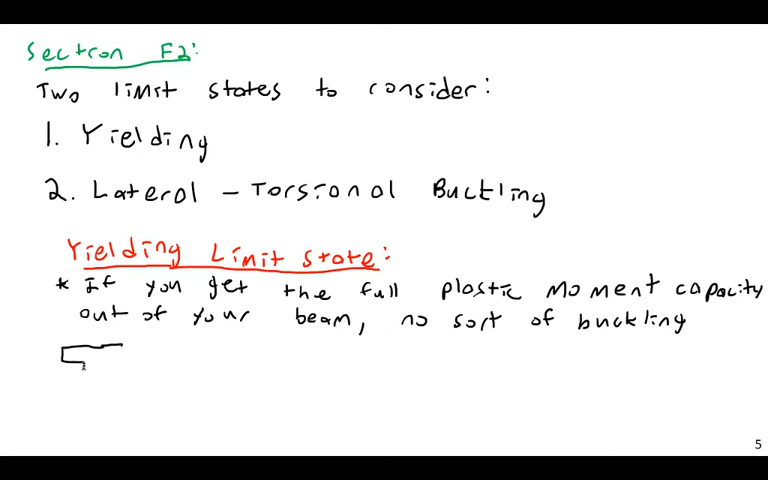 Section F2:
Two limit states to consider:
1. Yielding
2. Lateral - Torsional Buckling
Yielding Limit state:
* If you get the full plastic moment capacity
out of your beam, no sort of buckling
5